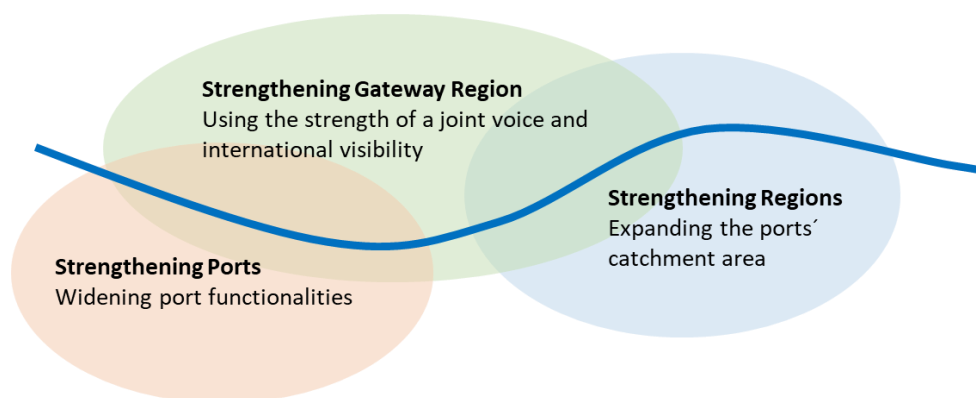 Strengthening Gateway Region
Using the strength of a joint voice and
international visibility
Strengthening Regions
Expanding the ports´
catchment area
Strengthening Ports
Widening port functionalities